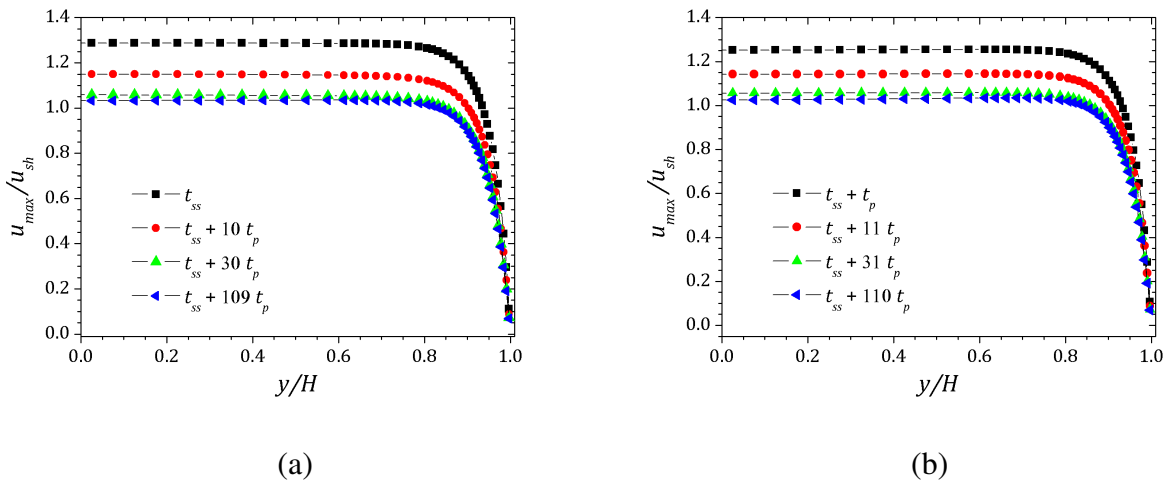 1.4
1.2
1.0
0.8
0.6
0.4
0.2
0.0
u_max/u_sh
t_ss
t_ss + 10 t_p
t_ss + 30 t_p
t_ss + 109 t_p
0.0 0.2 0.4 0.6 0.8 1.0
y/H
(a)
1.4
1.2
1.0
0.8
0.6
0.4
0.2
0.0
u_max/u_sh
t_ss + t_p
t_ss + 11 t_p
t_ss + 31 t_p
t_ss + 110 t_p
0.0 0.2 0.4 0.6 0.8 1.0
y/H
(b)